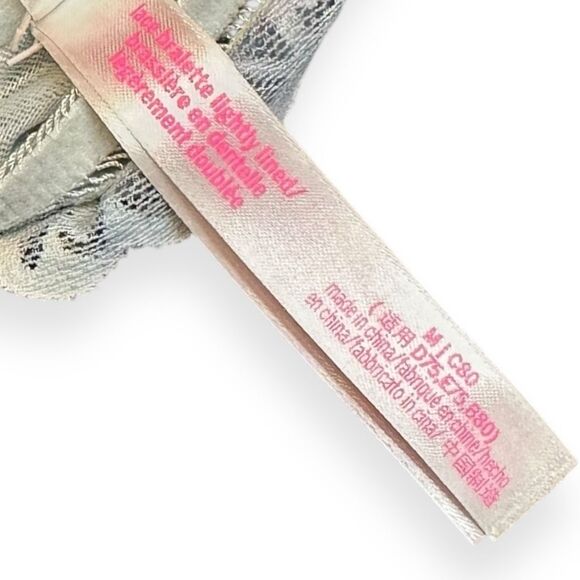 lace bralette lightly lined/
brassière en dentelle
légèrement doublée
M | C80
(适用 D75,E75,B80)
made in china/fabriqué en chine/hecho
en china/fabbricato in cina/ 中國制造